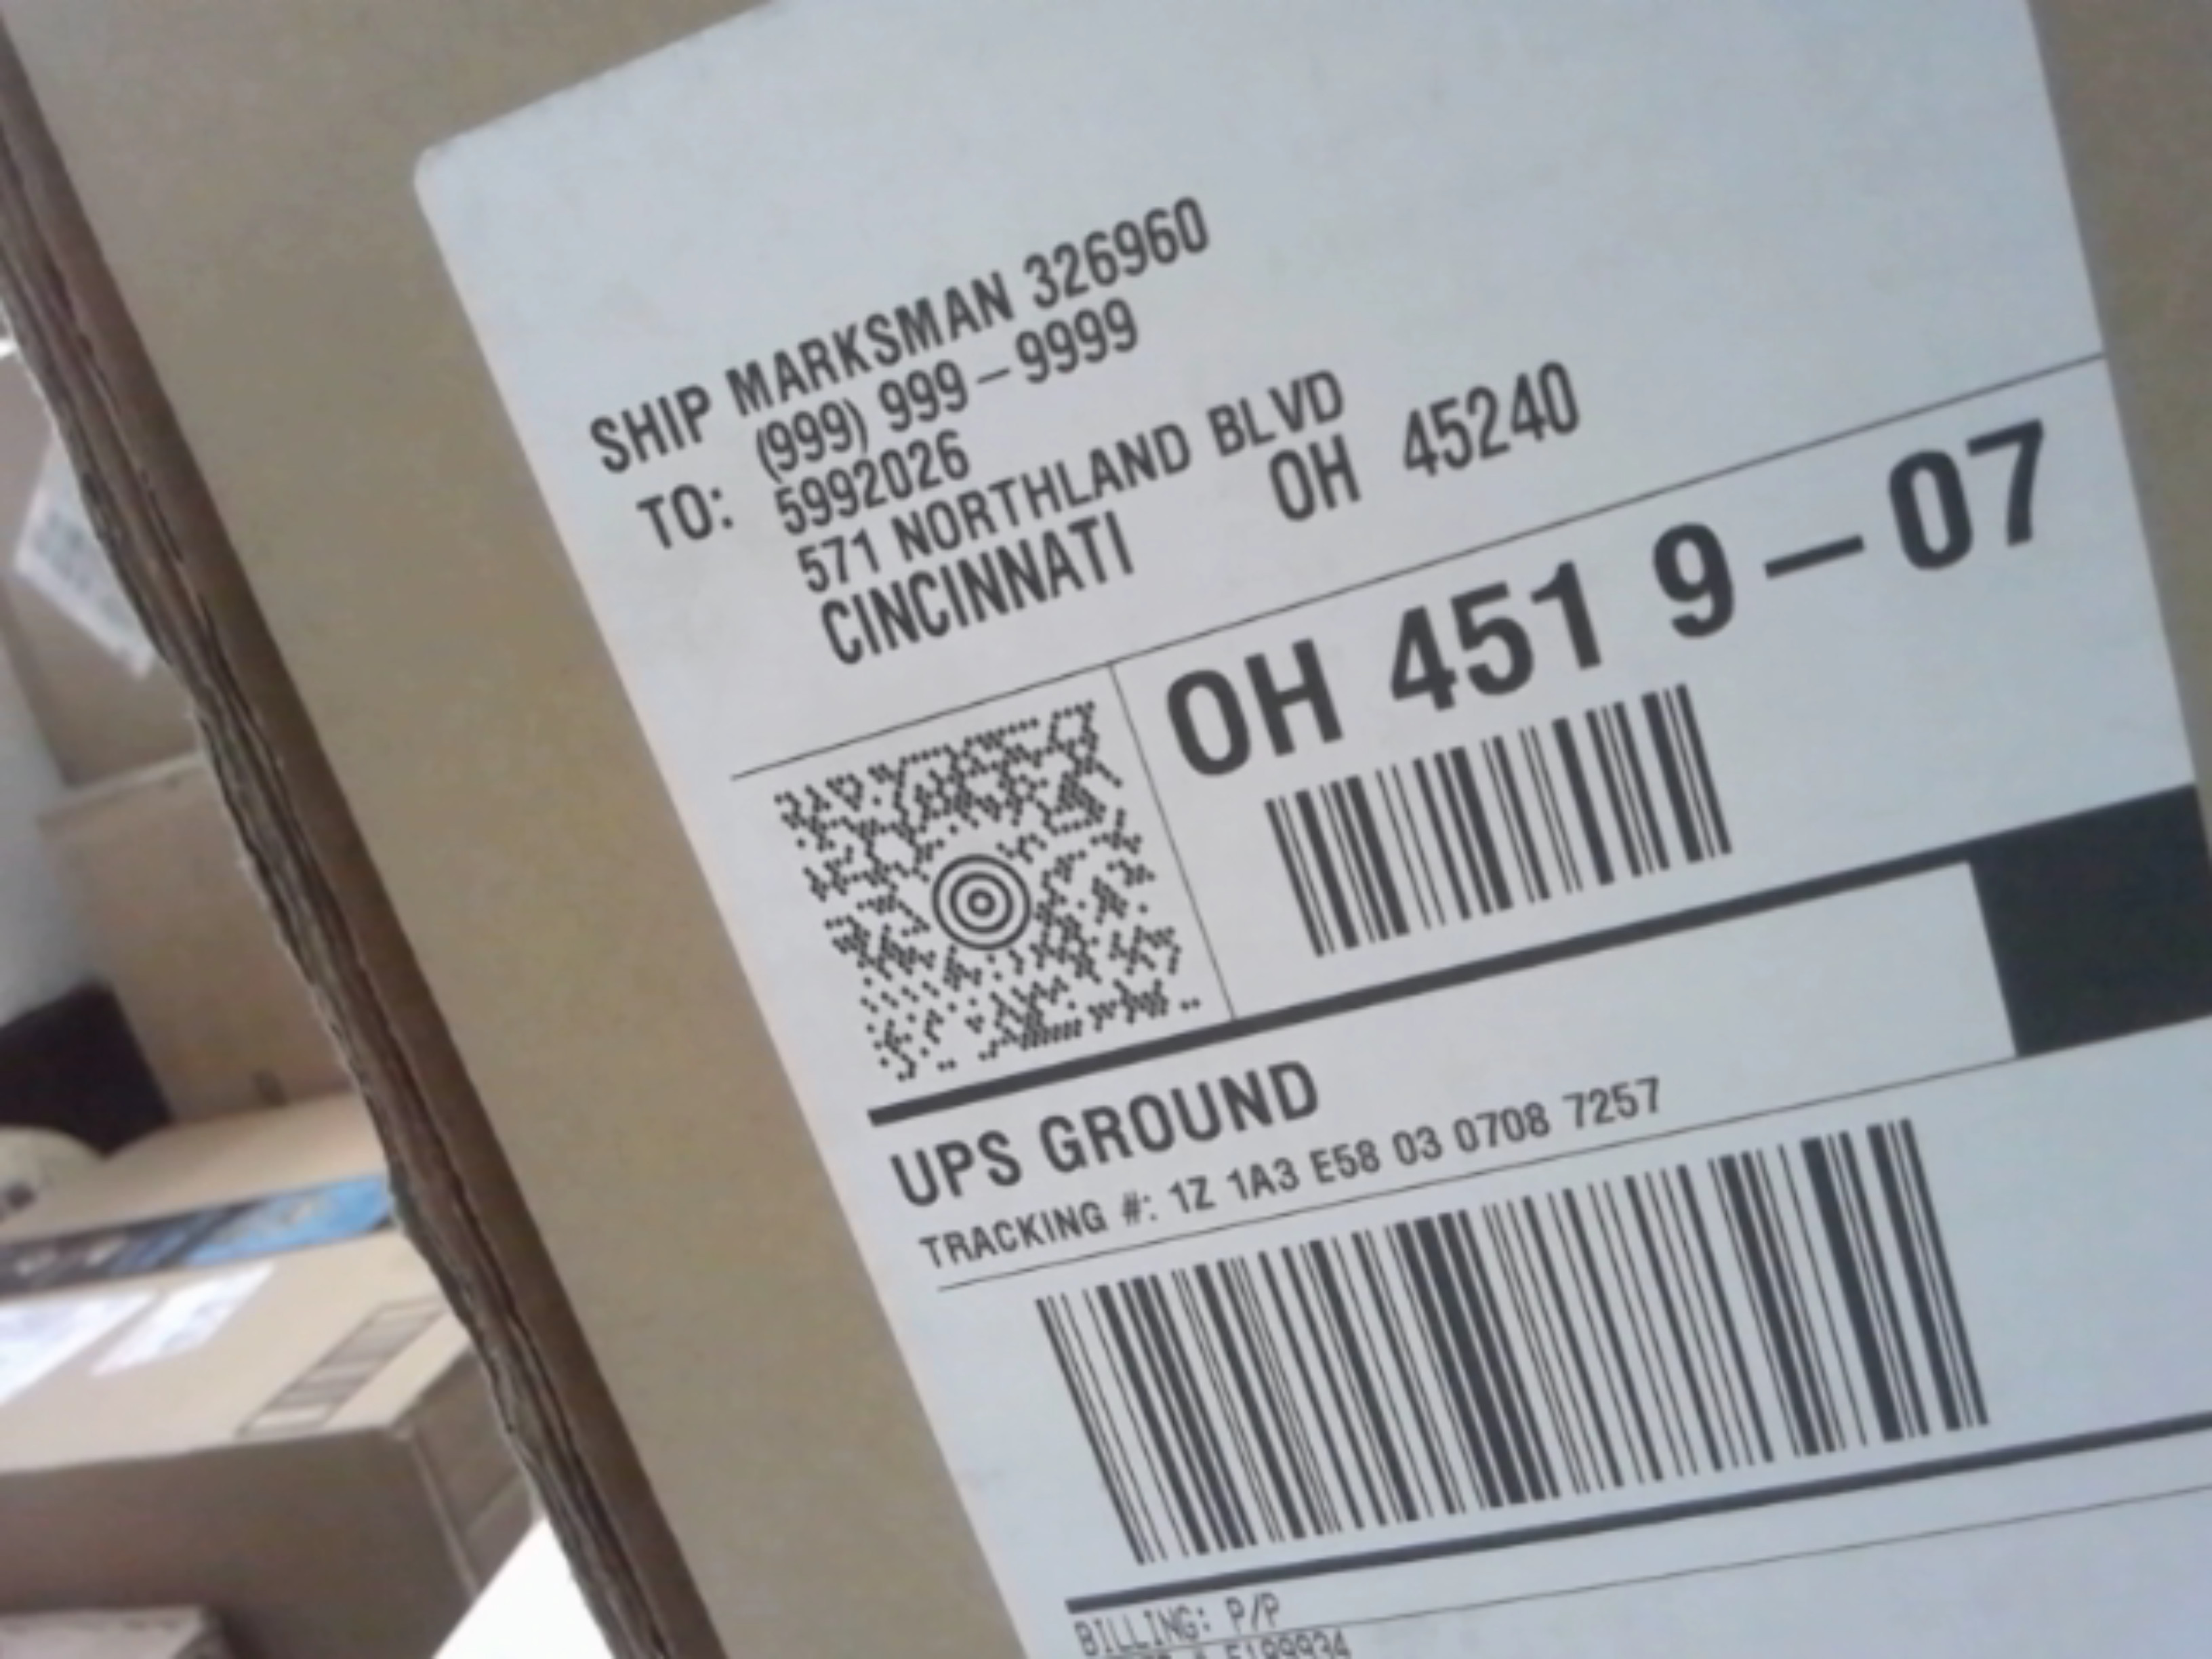 SHIP MARKSMAN 326960
TO: (999) 999-9999
5992026
571 NORTHLAND BLVD
CINCINNATI OH 45240
OH 451 9-07
UPS GROUND
TRACKING #: 1Z 1A3 E58 03 0708 7257
BILLING: P/P